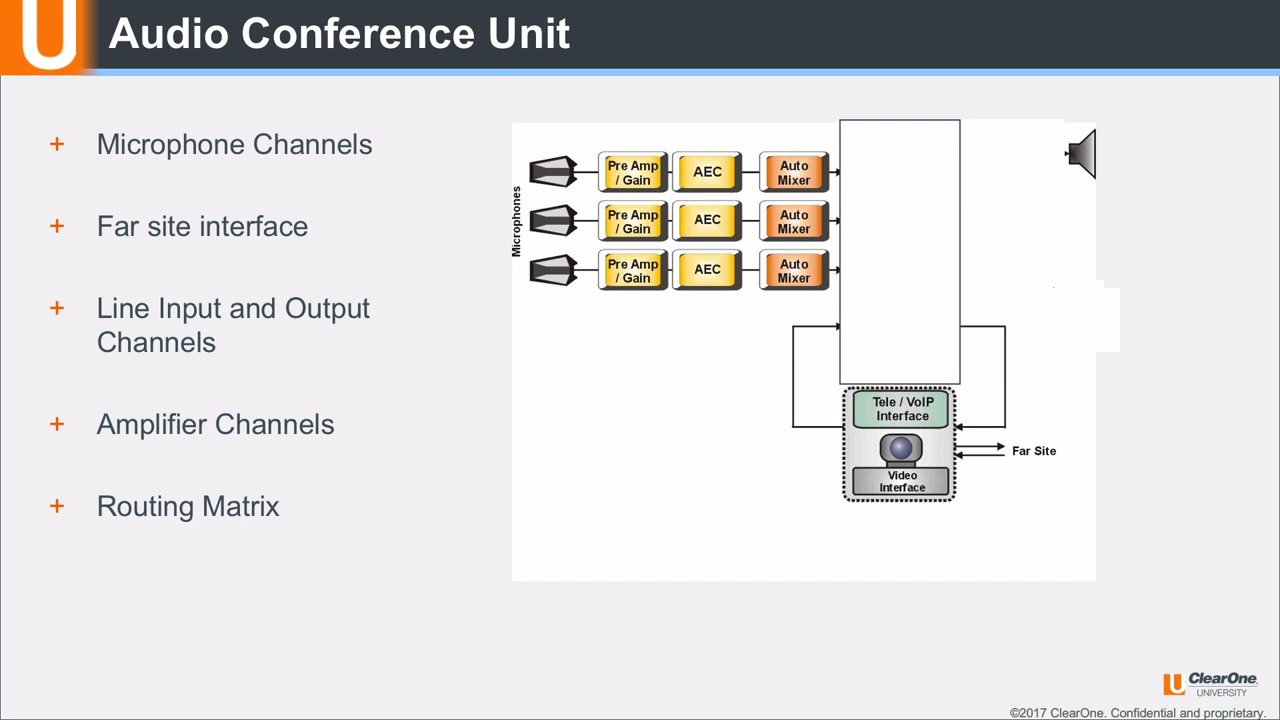 U
Audio Conference Unit
+ Microphone Channels
+ Far site interface
+ Line Input and Output
Channels
+ Amplifier Channels
+ Routing Matrix
Microphones
Pre Amp
/ Gain
AEC
Auto
Mixer
Pre Amp
/ Gain
AEC
Auto
Mixer
Pre Amp
/ Gain
AEC
Auto
Mixer
Tele / VoIP
Interface
Video
Interface
Far Site
U ClearOne.
UNIVERSITY
©2017 ClearOne. Confidential and proprietary.